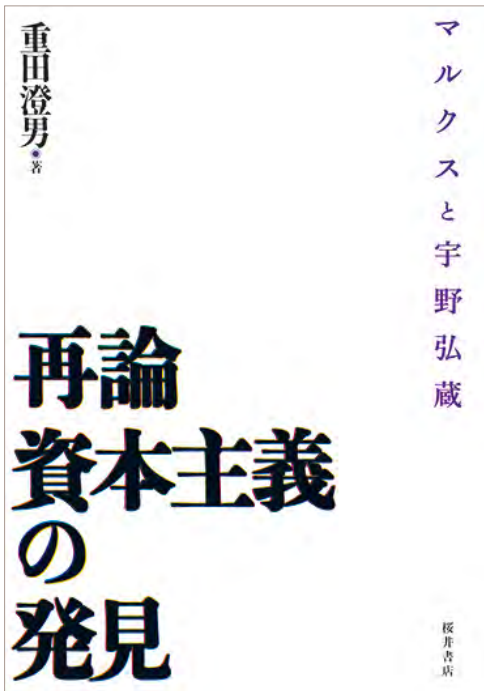 マルクスと宇野弘蔵
重田澄男・著
再論
資本主義
の
発見
桜井書店